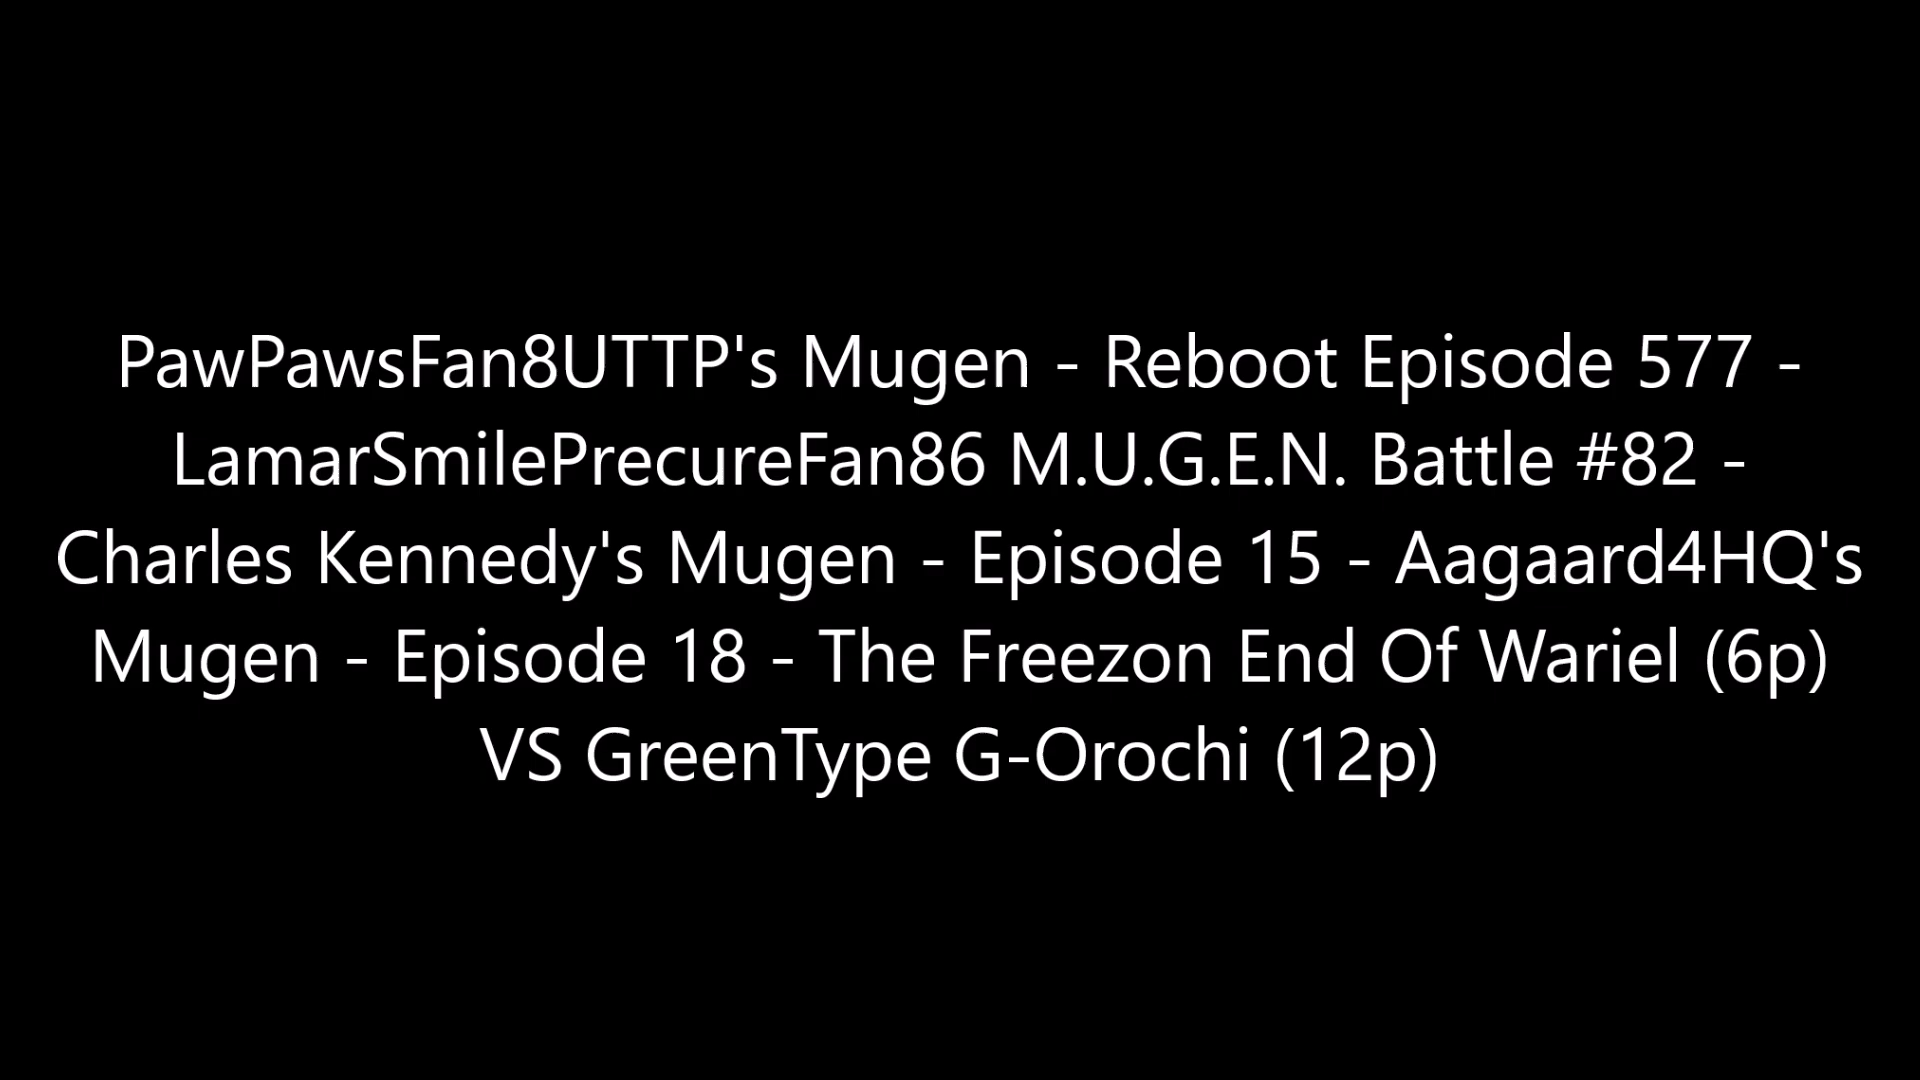 PawPawsFan8UTTP's Mugen - Reboot Episode 577 -
LamarSmilePrecureFan86 M.U.G.E.N. Battle #82 -
Charles Kennedy's Mugen - Episode 15 - Aagaard4HQ's
Mugen - Episode 18 - The Freezon End Of Wariel (6p)
VS GreenType G-Orochi (12p)